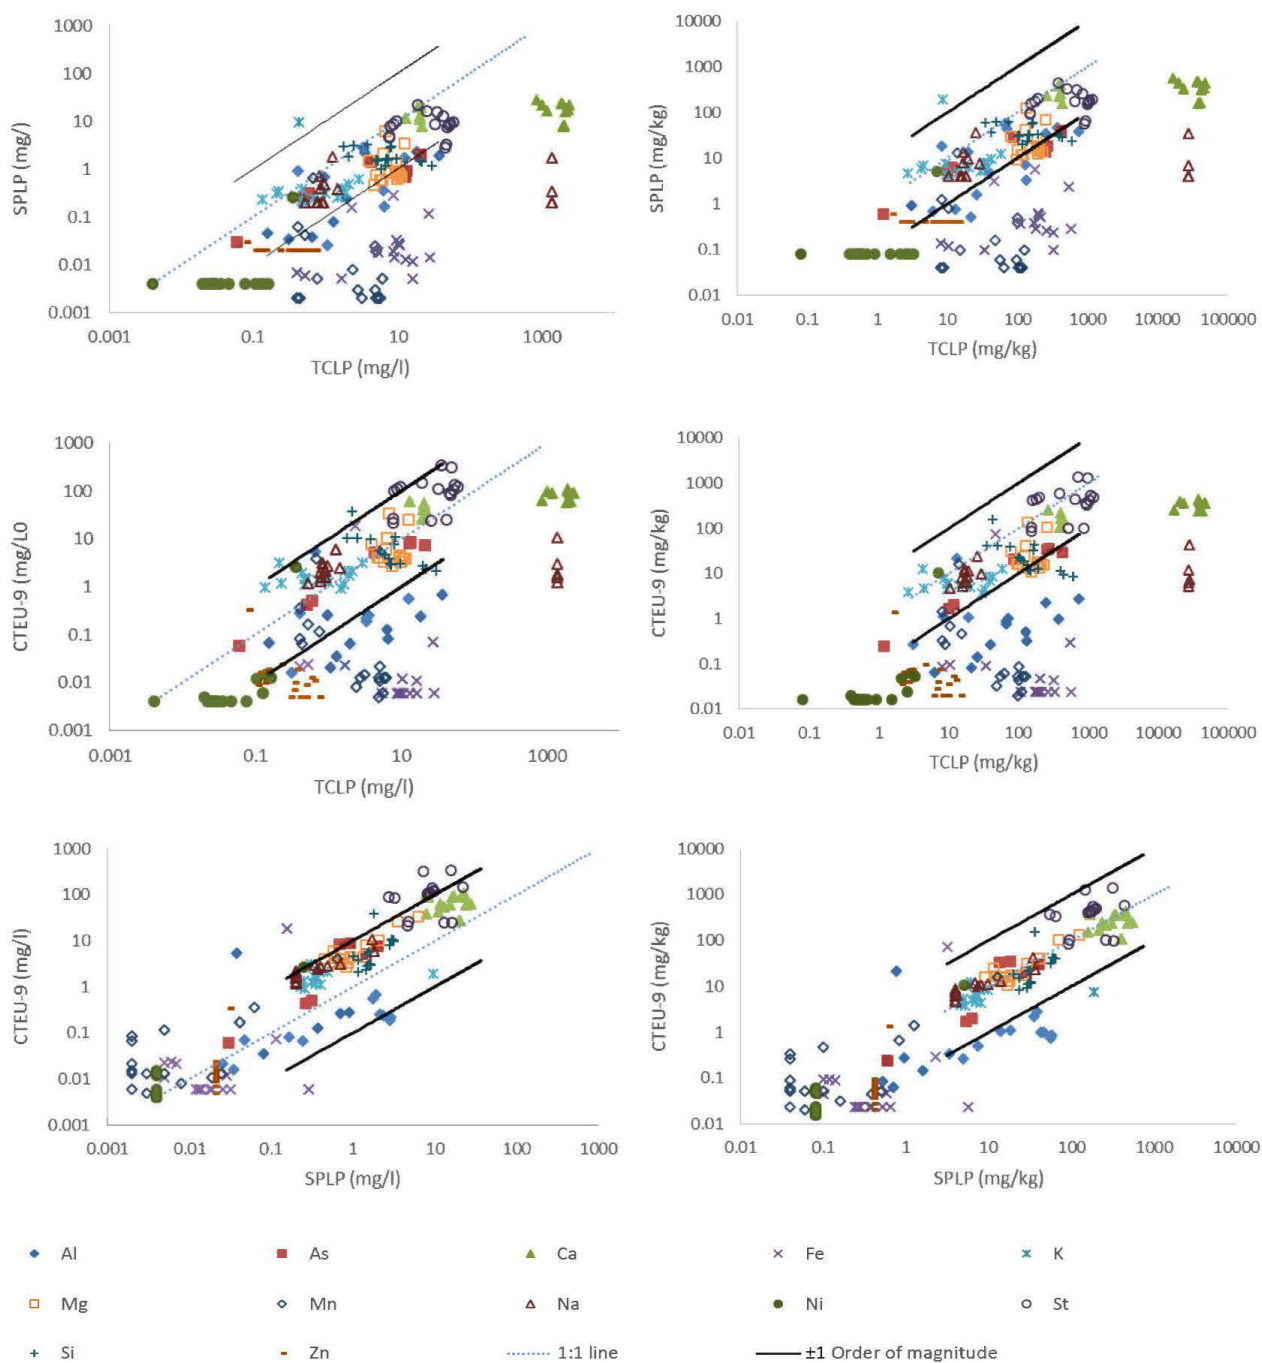 1000
100
10
1
0.1
0.01
0.001
SPLP (mg/l)
0.001 0.1 10 1000
TCLP (mg/l)
10000
1000
100
10
1
0.1
0.01
SPLP (mg/kg)
0.01 1 100 1000 10000 100000
TCLP (mg/kg)
1000
100
10
1
0.1
0.01
0.001
CTEU-9 (mg/L0
0.001 0.1 10 1000
TCLP (mg/l)
10000
1000
100
10
1
0.1
0.01
CTEU-9 (mg/kg)
0.01 1 100 1000 10000 100000
TCLP (mg/kg)
1000
100
10
1
0.1
0.01
0.001
CTEU-9 (mg/l)
0.001 0.01 0.1 1 10 100 1000
SPLP (mg/l)
10000
1000
100
10
1
0.1
0.01
CTEU-9 (mg/kg)
0.01 0.1 1 10 100 1000 10000
SPLP (mg/kg)
Al As Ca Fe K
Mg Mn Na Ni St
Si Zn 1:1 line ±1 Order of magnitude